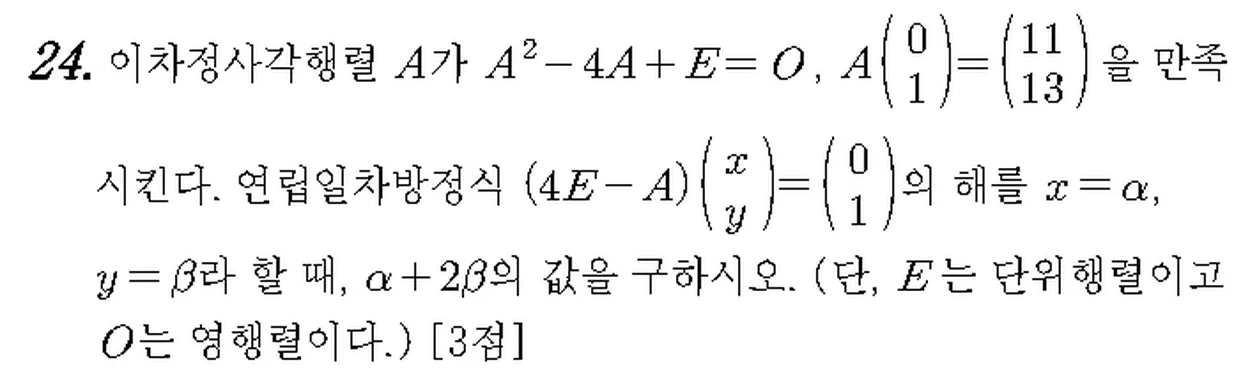 24. 이차정사각행렬 A가 A² − 4A + E = O, A(0 1) = (11 13)을 만족
시킨다. 연립일차방정식 (4E − A)(x y) = (0 1)의 해를 x = α,
y = β라 할 때, α + 2β의 값을 구하시오. (단, E는 단위행렬이고
O는 영행렬이다.) [3점]